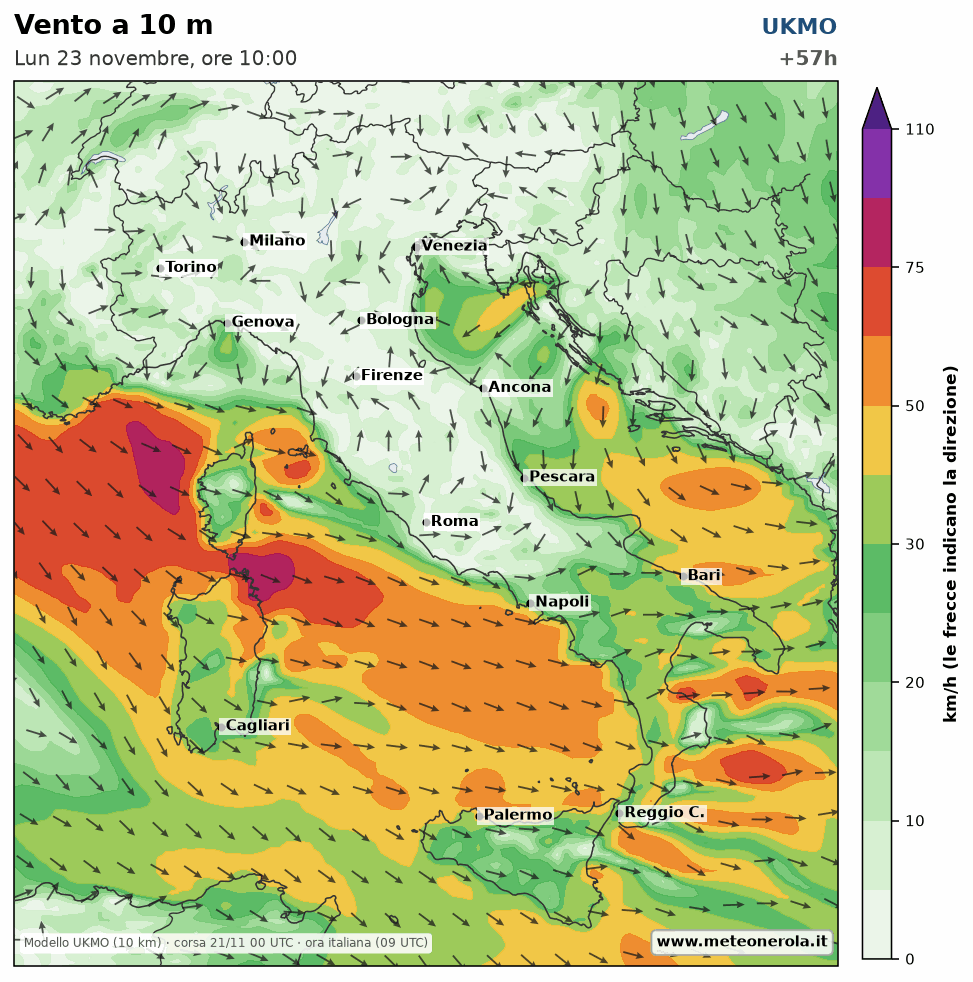 Vento a 10 m
UKMO
Lun 23 novembre, ore 10:00
+57h
Milano
Venezia
Torino
Genova
Bologna
Firenze
Ancona
Pescara
Roma
Bari
Napoli
Cagliari
Palermo
Reggio C.
110
75
50
30
20
10
0
km/h (le frecce indicano la direzione)
Modello UKMO (10 km) · corsa 21/11 00 UTC · ora italiana (09 UTC)
www.meteonerola.it